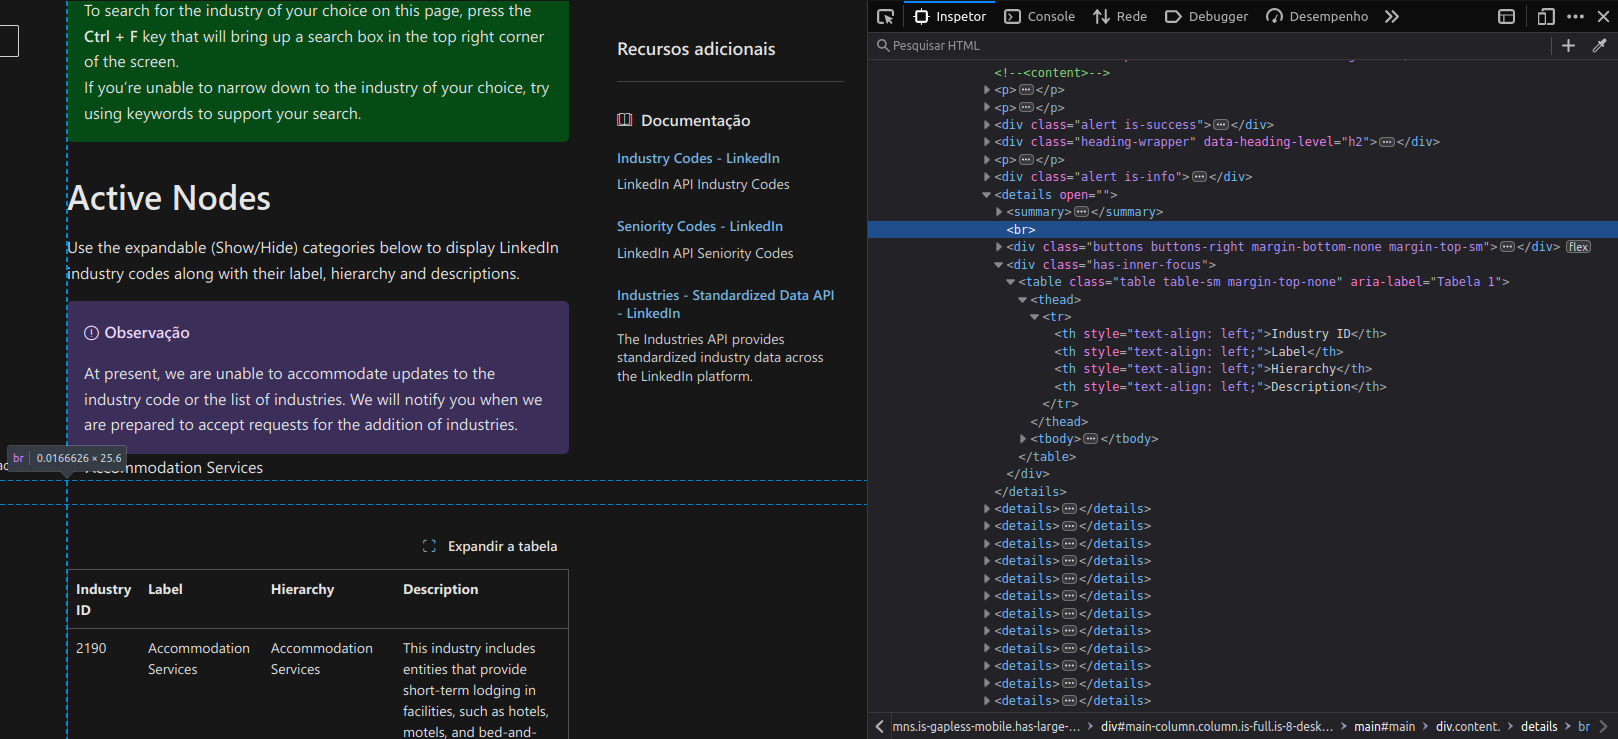 To search for the industry of your choice on this page, press the
Ctrl + F key that will bring up a search box in the top right corner
of the screen.
If you’re unable to narrow down to the industry of your choice, try
using keywords to support your search.
Active Nodes
Use the expandable (Show/Hide) categories below to display LinkedIn
industry codes along with their label, hierarchy and descriptions.
Observação
At present, we are unable to accommodate updates to the
industry code or the list of industries. We will notify you when we
are prepared to accept requests for the addition of industries.
br 0.0166626 × 25.6
Accommodation Services
Expandir a tabela
Industry ID Label Hierarchy Description
2190 Accommodation Services Accommodation Services This industry includes
entities that provide
short-term lodging in
facilities, such as hotels,
motels, and bed-and-
Recursos adicionais
Documentação
Industry Codes - LinkedIn
LinkedIn API Industry Codes
Seniority Codes - LinkedIn
LinkedIn API Seniority Codes
Industries - Standardized Data API
- LinkedIn
The Industries API provides
standardized industry data across
the LinkedIn platform.
Inspetor Console Rede Debugger Desempenho
Pesquisar HTML
<!--<content>-->
<p>···</p>
<p>···</p>
<div class="alert is-success">···</div>
<div class="heading-wrapper" data-heading-level="h2">···</div>
<p>···</p>
<div class="alert is-info">···</div>
<details open="">
<summary>···</summary>
<br>
<div class="buttons buttons-right margin-bottom-none margin-top-sm">···</div> flex
<div class="has-inner-focus">
<table class="table table-sm margin-top-none" aria-label="Tabela 1">
<thead>
<tr>
<th style="text-align: left;">Industry ID</th>
<th style="text-align: left;">Label</th>
<th style="text-align: left;">Hierarchy</th>
<th style="text-align: left;">Description</th>
</tr>
</thead>
<tbody>···</tbody>
</table>
</div>
</details>
<details>···</details>
<details>···</details>
<details>···</details>
<details>···</details>
<details>···</details>
<details>···</details>
<details>···</details>
<details>···</details>
<details>···</details>
<details>···</details>
<details>···</details>
<details>···</details>
mns.is-gapless-mobile.has-large-... > div#main-column.column.is-full.is-8-desk... > main#main > div.content. > details > br